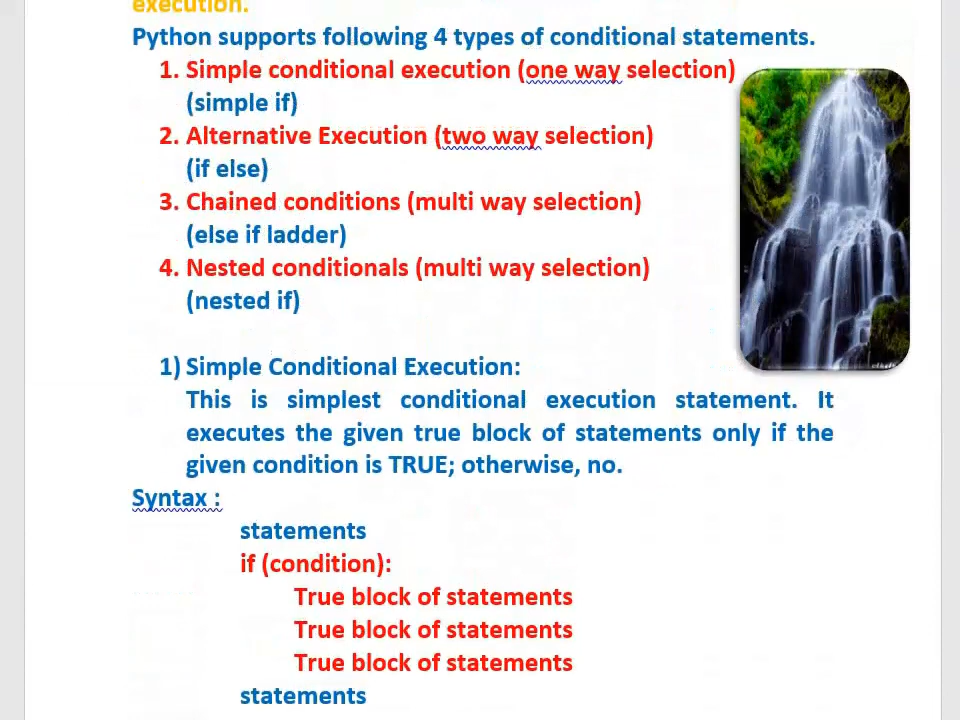 execution.
Python supports following 4 types of conditional statements.
1. Simple conditional execution (one way selection)
(simple if)
2. Alternative Execution (two way selection)
(if else)
3. Chained conditions (multi way selection)
(else if ladder)
4. Nested conditionals (multi way selection)
(nested if)
1) Simple Conditional Execution:
This is simplest conditional execution statement. It
executes the given true block of statements only if the
given condition is TRUE; otherwise, no.
Syntax :
statements
if (condition):
True block of statements
True block of statements
True block of statements
statements